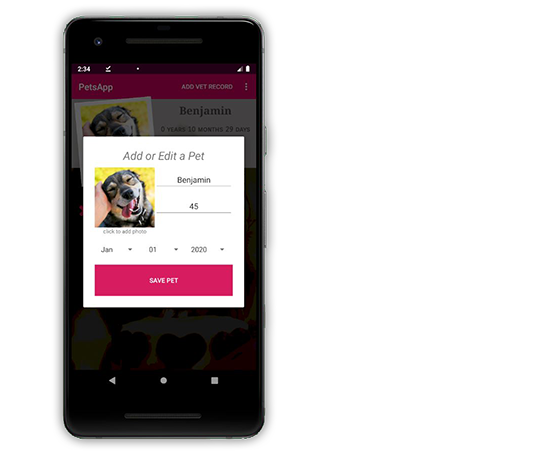 2:34
PetsApp ADD VET RECORD
Benjamin
0 YEARS 10 MONTHS 29 DAYS
Add or Edit a Pet
Benjamin
45
click to add photo
Jan 01 2020
SAVE PET